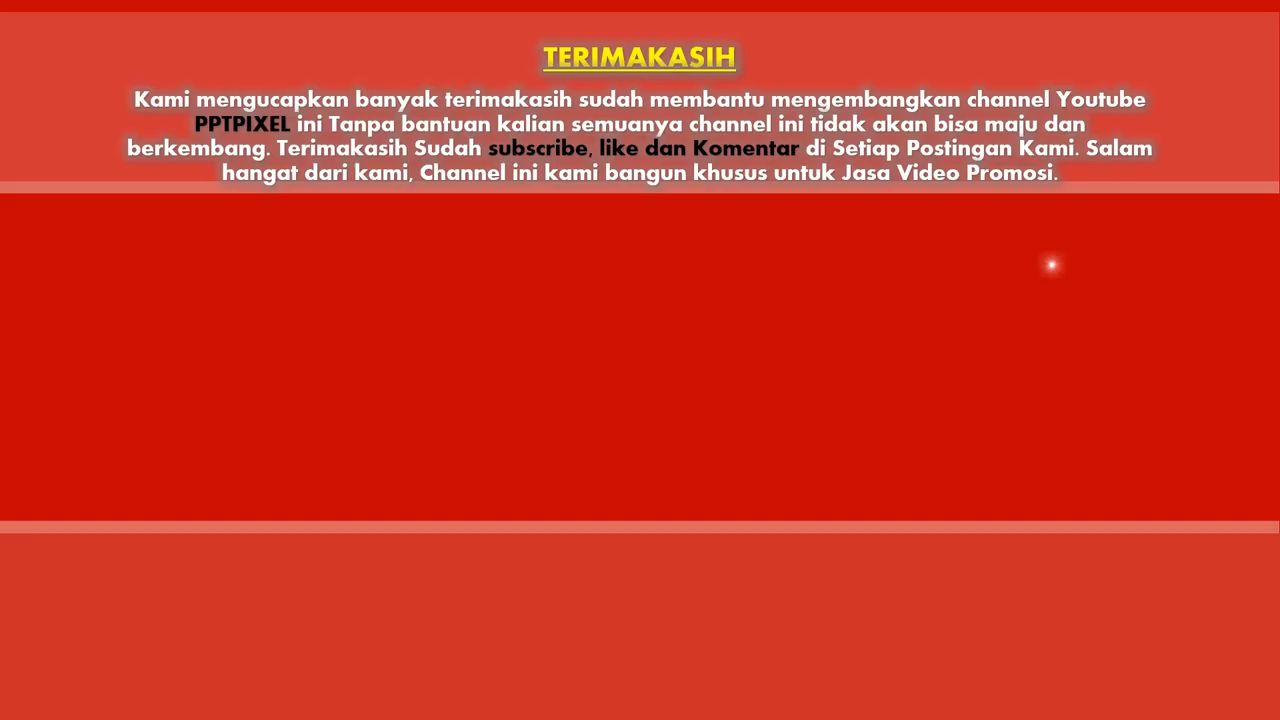 TERIMAKASIH
Kami mengucapkan banyak terimakasih sudah membantu mengembangkan channel Youtube
PPTPIXEL ini Tanpa bantuan kalian semuanya channel ini tidak akan bisa maju dan
berkembang. Terimakasih Sudah subscribe, like dan Komentar di Setiap Postingan Kami. Salam
hangat dari kami, Channel ini kami bangun khusus untuk Jasa Video Promosi.